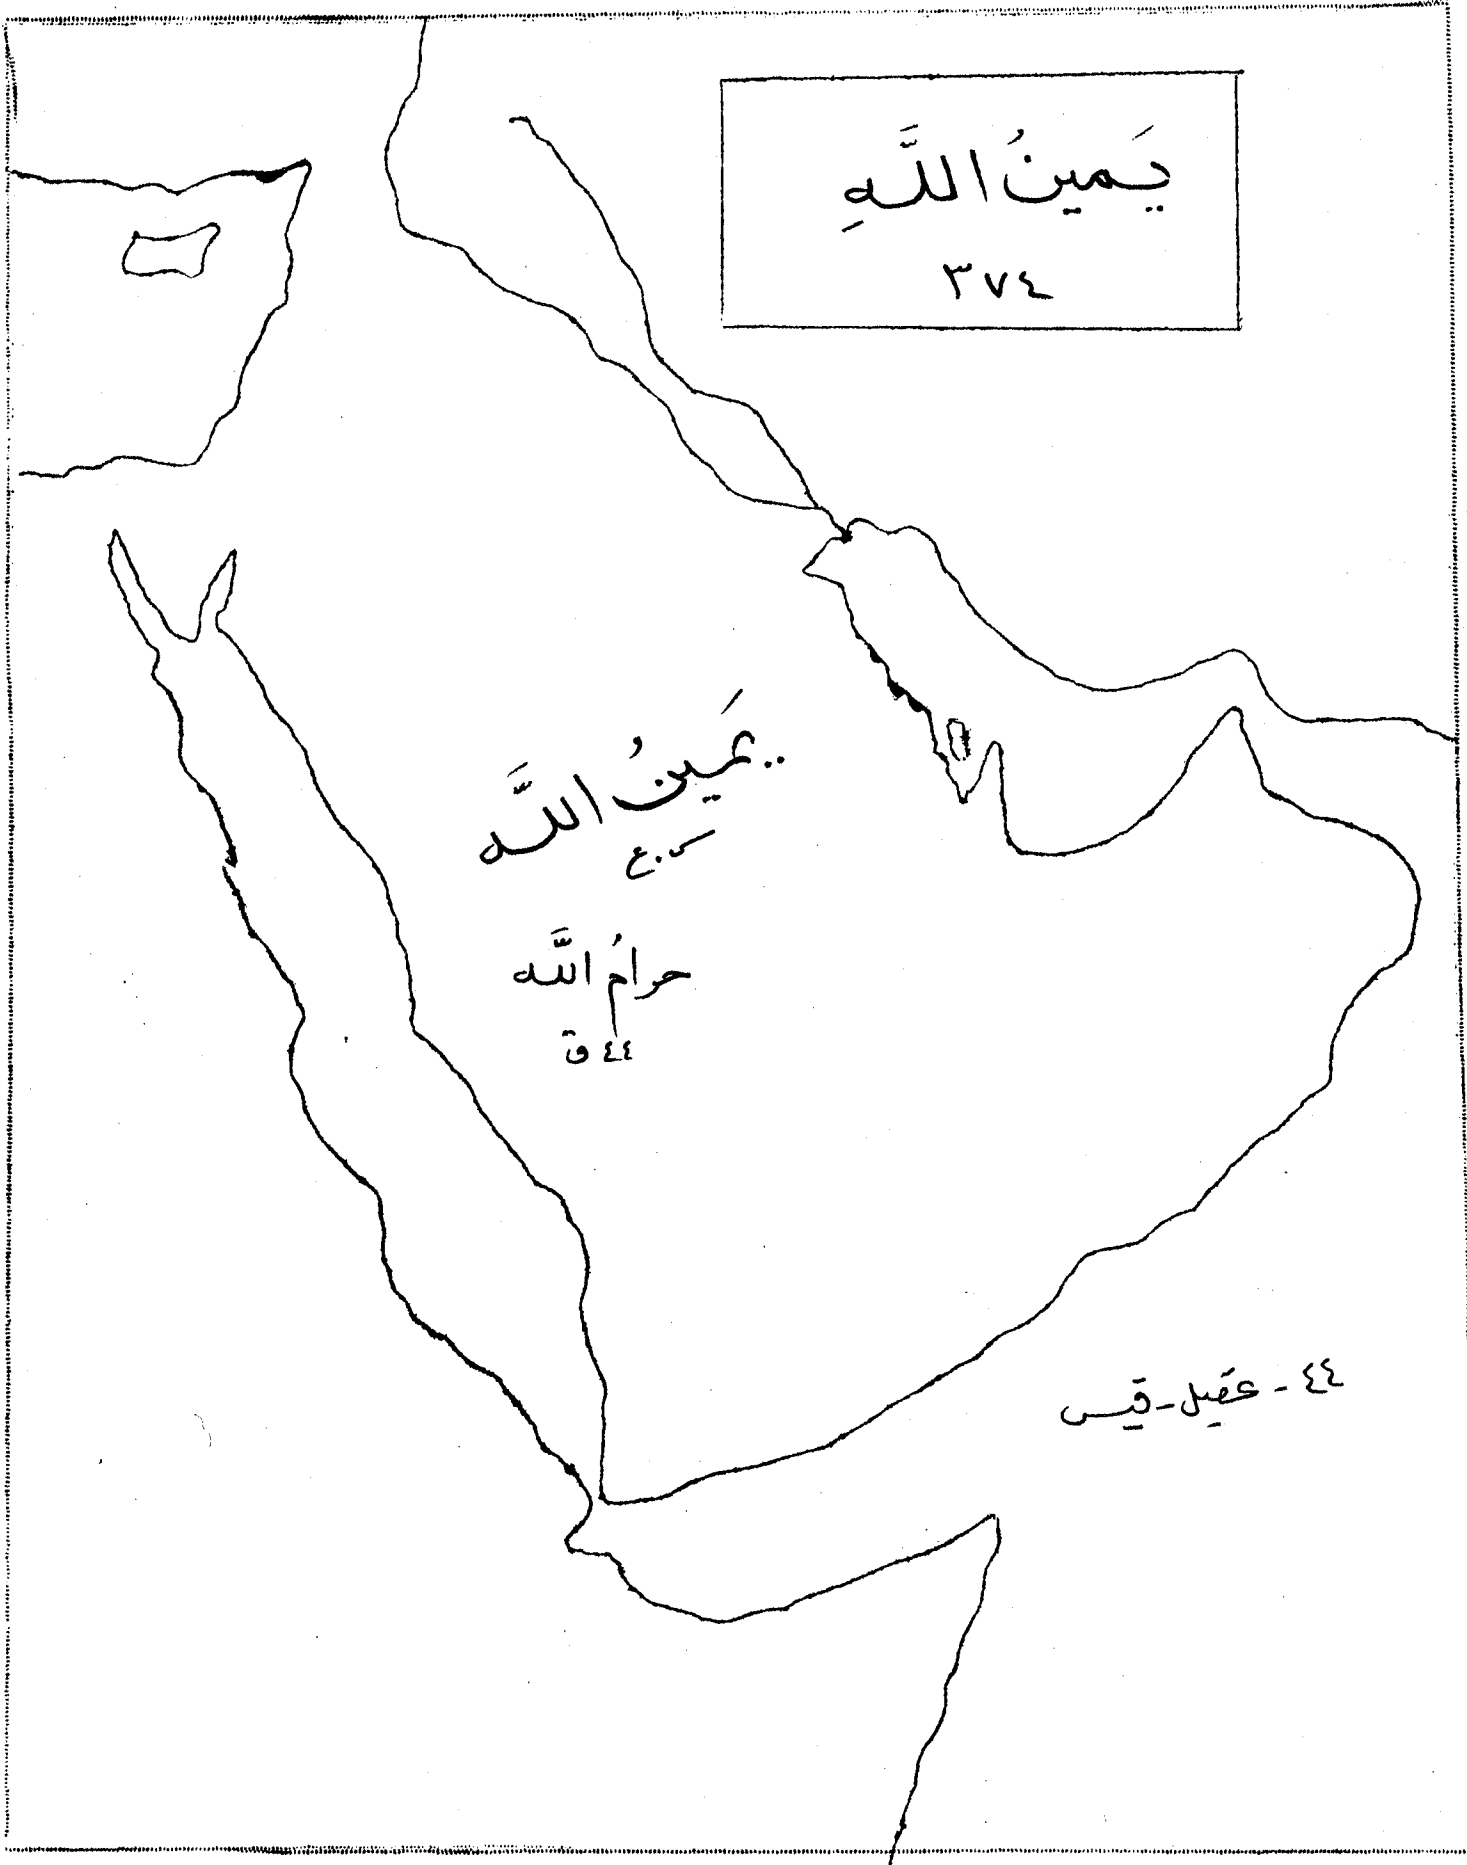 يَمينُ اللَّهِ
٣٧٤
يَمينُ اللَّه
س.ع
حرامُ اللَّه
٤٤ ق
٤٤ - عقيل - قيس